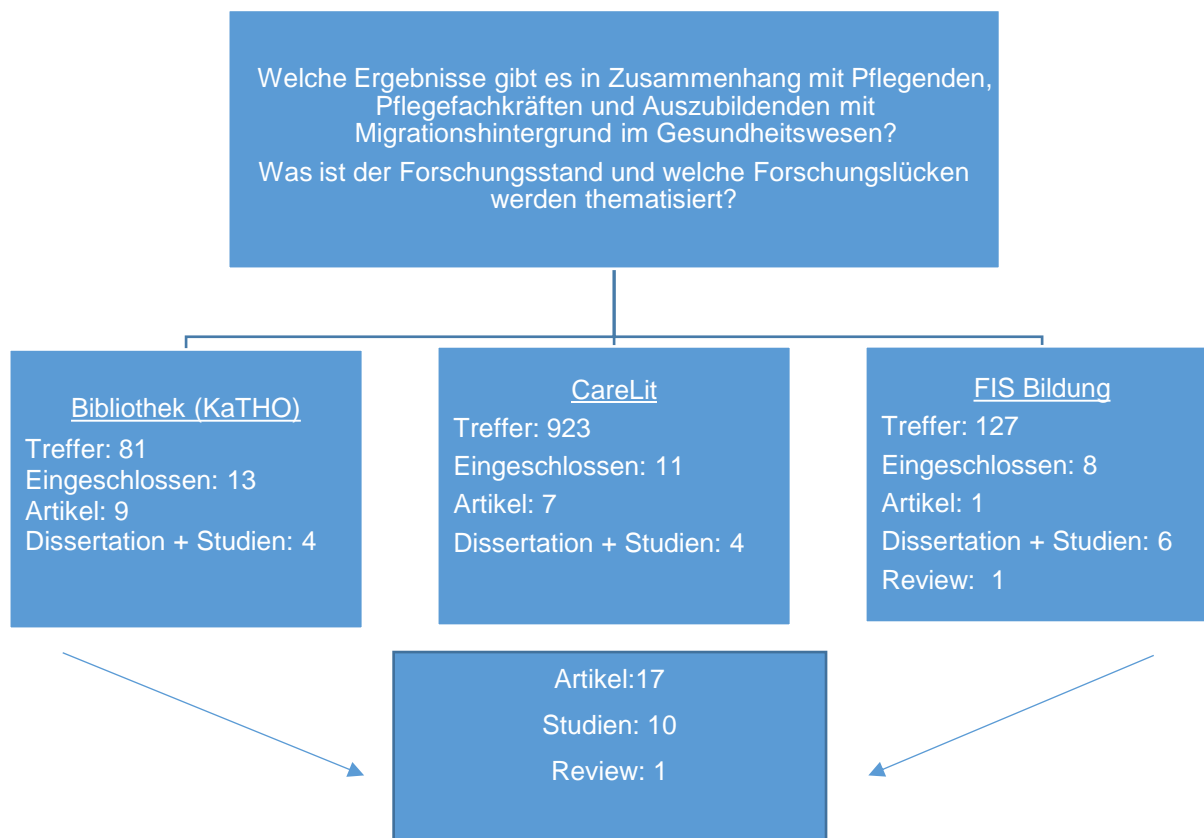 Welche Ergebnisse gibt es in Zusammenhang mit Pflegenden,
Pflegefachkräften und Auszubildenden mit
Migrationshintergrund im Gesundheitswesen?
Was ist der Forschungsstand und welche Forschungslücken
werden thematisiert?
Bibliothek (KaTHO)
Treffer: 81
Eingeschlossen: 13
Artikel: 9
Dissertation + Studien: 4
CareLit
Treffer: 923
Eingeschlossen: 11
Artikel: 7
Dissertation + Studien: 4
FIS Bildung
Treffer: 127
Eingeschlossen: 8
Artikel: 1
Dissertation + Studien: 6
Review: 1
Artikel:17
Studien: 10
Review: 1